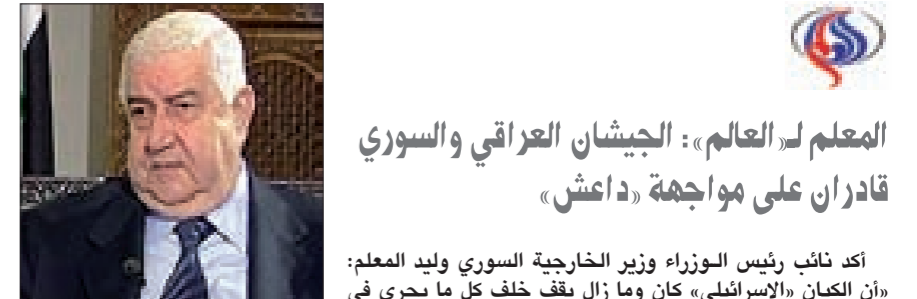 المعلم لـ«العالم»: الجيشان العراقي والسوري
قادران على مواجهة «داعش»
أكد نائب رئيس الـوزراء وزير الخارجية السوري وليد المعلم:
«أن الكيان «الإسرائيلي» كان وما زال يقف خلف كل ما يجري في